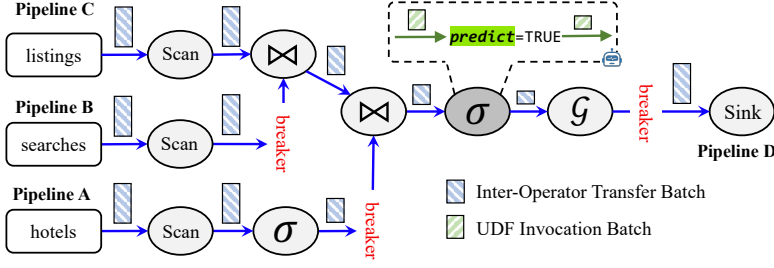 Pipeline C
listings
Scan
⋈
predict=TRUE
Pipeline B
searches
Scan
breaker
⋈
σ
𝒢
breaker
Sink
Pipeline D
Pipeline A
hotels
Scan
σ
breaker
Inter-Operator Transfer Batch
UDF Invocation Batch